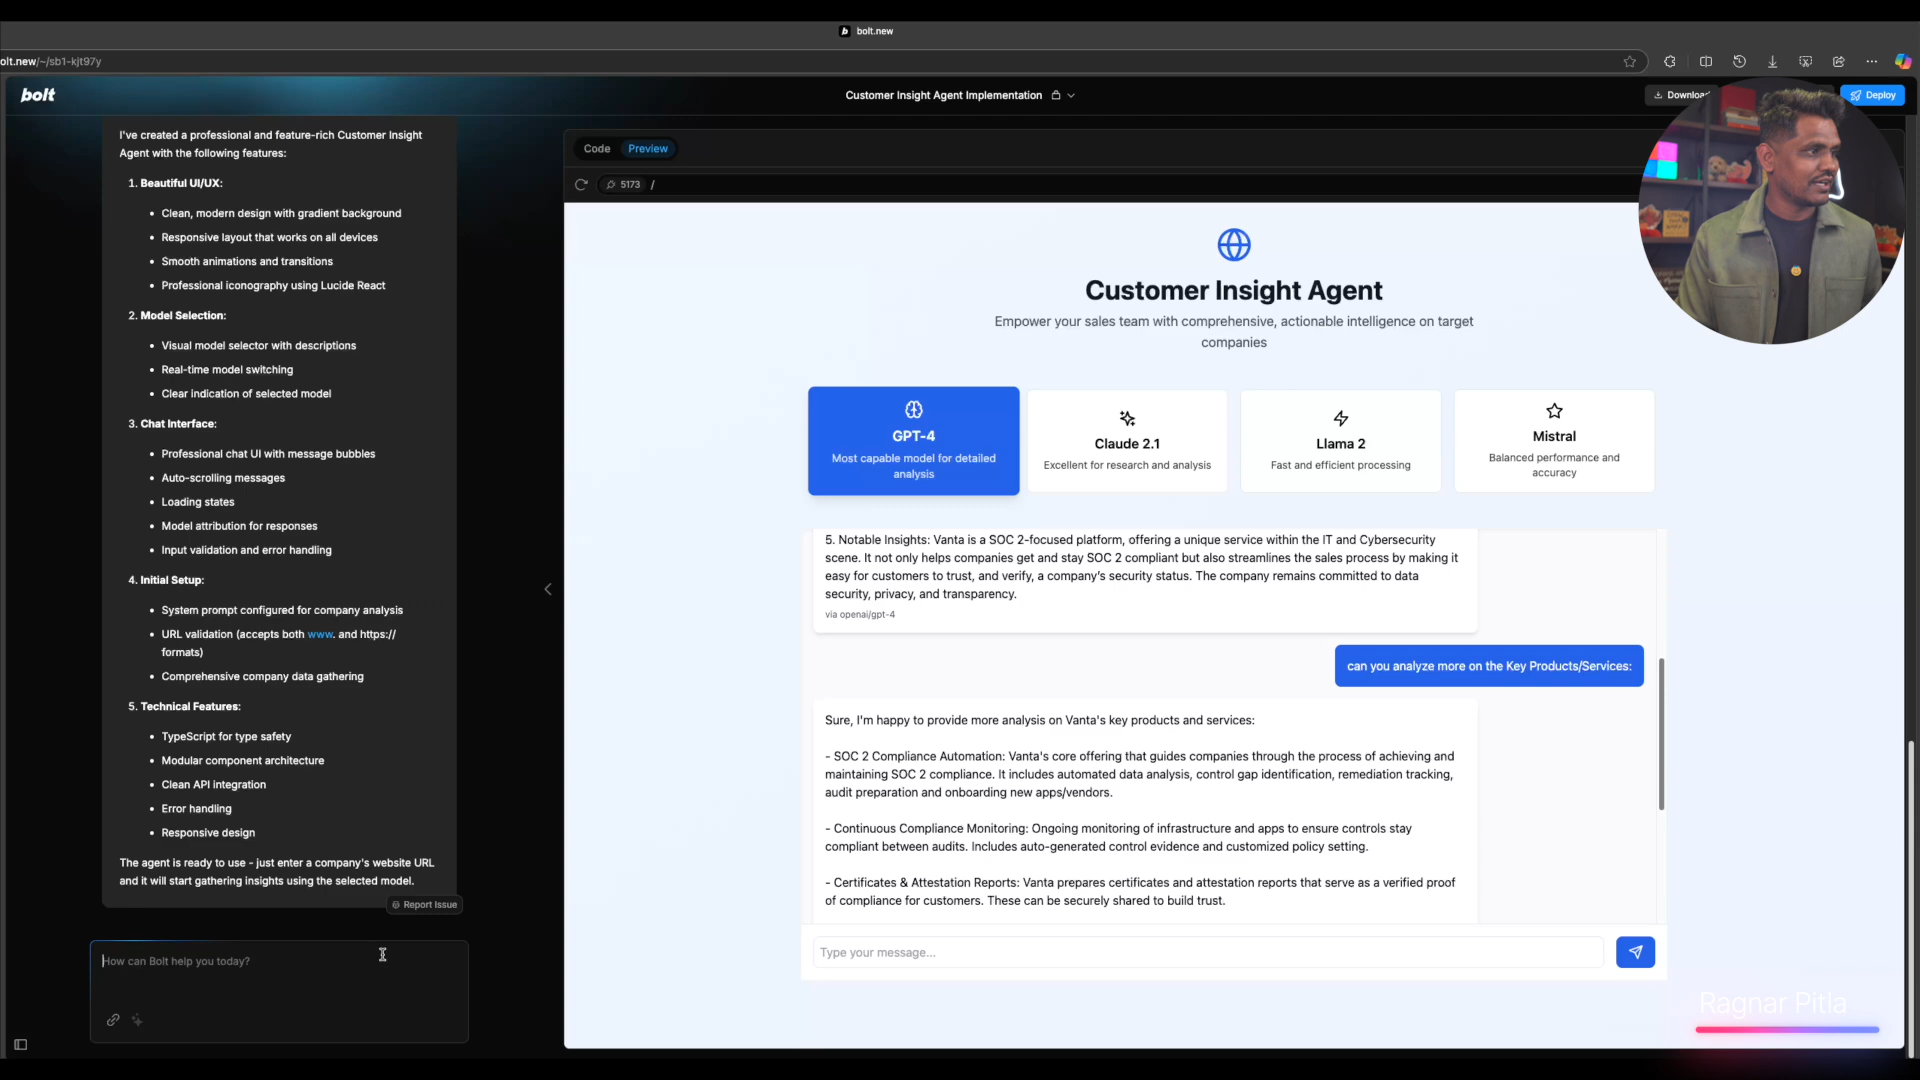 bolt.new
olt.new/~/sb1-kjt97y
bolt
Customer Insight Agent Implementation
Download
Deploy
I've created a professional and feature-rich Customer Insight
Agent with the following features:
1. Beautiful UI/UX:
• Clean, modern design with gradient background
• Responsive layout that works on all devices
• Smooth animations and transitions
• Professional iconography using Lucide React
2. Model Selection:
• Visual model selector with descriptions
• Real-time model switching
• Clear indication of selected model
3. Chat Interface:
• Professional chat UI with message bubbles
• Auto-scrolling messages
• Loading states
• Model attribution for responses
• Input validation and error handling
4. Initial Setup:
• System prompt configured for company analysis
• URL validation (accepts both www. and https://
formats)
• Comprehensive company data gathering
5. Technical Features:
• TypeScript for type safety
• Modular component architecture
• Clean API integration
• Error handling
• Responsive design
The agent is ready to use - just enter a company's website URL
and it will start gathering insights using the selected model.
Report Issue
How can Bolt help you today?
Code
Preview
5173 /
Customer Insight Agent
Empower your sales team with comprehensive, actionable intelligence on target
companies
GPT-4
Most capable model for detailed
analysis
Claude 2.1
Excellent for research and analysis
Llama 2
Fast and efficient processing
Mistral
Balanced performance and
accuracy
5. Notable Insights: Vanta is a SOC 2-focused platform, offering a unique service within the IT and Cybersecurity
scene. It not only helps companies get and stay SOC 2 compliant but also streamlines the sales process by making it
easy for customers to trust, and verify, a company's security status. The company remains committed to data
security, privacy, and transparency.
via openai/gpt-4
can you analyze more on the Key Products/Services:
Sure, I'm happy to provide more analysis on Vanta's key products and services:
- SOC 2 Compliance Automation: Vanta's core offering that guides companies through the process of achieving and
maintaining SOC 2 compliance. It includes automated data analysis, control gap identification, remediation tracking,
audit preparation and onboarding new apps/vendors.
- Continuous Compliance Monitoring: Ongoing monitoring of infrastructure and apps to ensure controls stay
compliant between audits. Includes auto-generated control evidence and customized policy setting.
- Certificates & Attestation Reports: Vanta prepares certificates and attestation reports that serve as a verified proof
of compliance for customers. These can be securely shared to build trust.
Type your message...
Ragnar Pitla